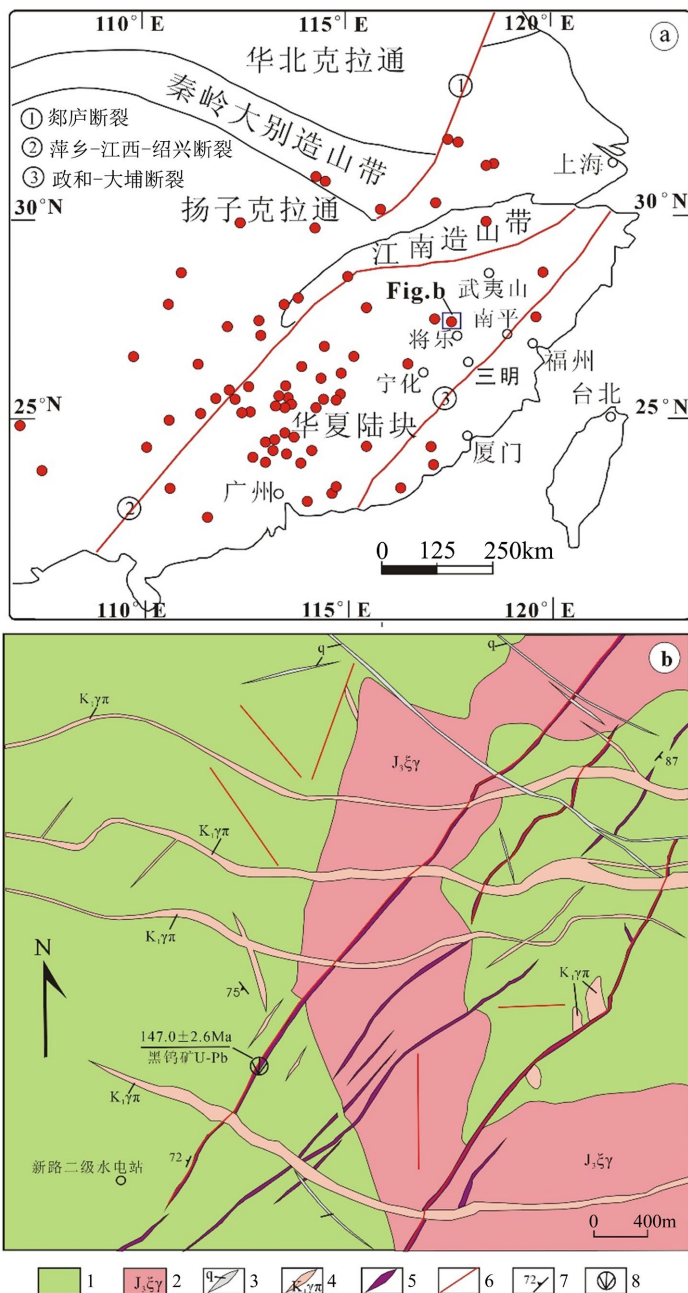 110°E 115°E 120°E
a
华北克拉通
①
秦岭大别造山带
①郯庐断裂
②萍乡-江西-绍兴断裂
③政和-大埔断裂
上海
30°N 扬子克拉通 30°N
江南造山带
武夷山
Fig.b
南平
将乐
福州
宁化 三明
台北
③
25°N 华夏陆块 25°N
厦门
广州
②
0 125 250km
110°E 115°E 120°E
b
q q
K₁γπ
J₃ξγ
87
K₁γπ
K₁γπ
N
75
K₁γπ
147.0±2.6Ma
黑钨矿U-Pb
K₁γπ
72
新路二级水电站
J₃ξγ
0 400m
1 J₃ξγ 2 q 3 K₁γπ 4 5 6 72 7 8